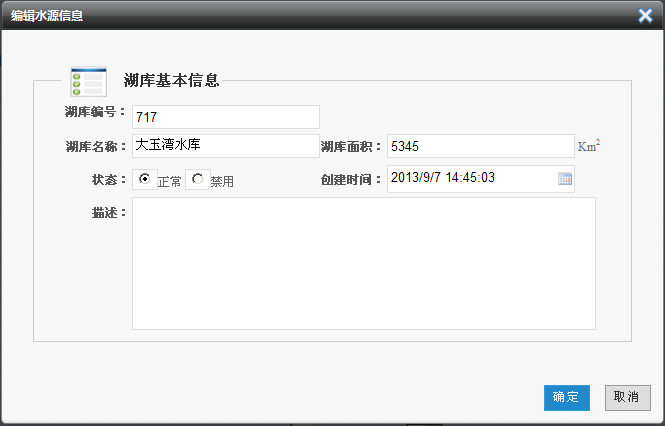 编辑水源信息
湖库基本信息
湖库编号： 717
湖库名称： 大玉湾水库 湖库面积： 5345 Km²
状态： 正常 禁用 创建时间： 2013/9/7 14:45:03
描述：
确定 取消